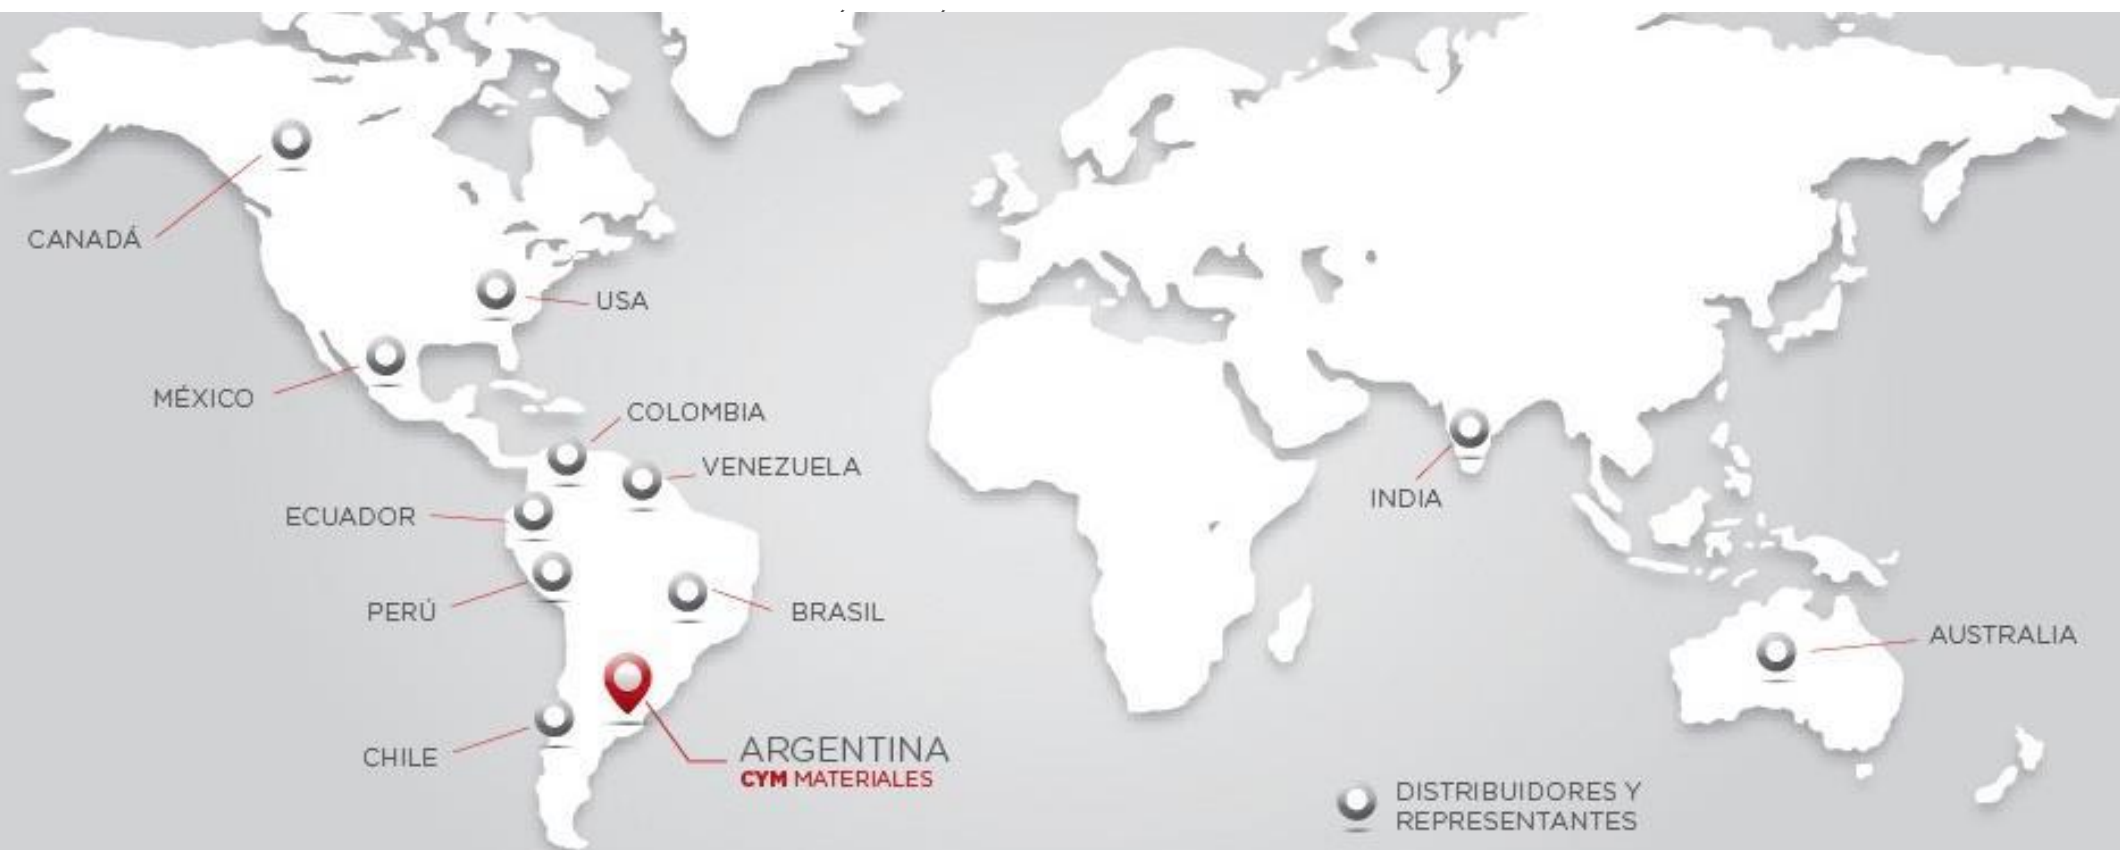 CANADÁ
USA
MÉXICO
COLOMBIA
VENEZUELA
ECUADOR
INDIA
PERÚ
BRASIL
AUSTRALIA
CHILE
ARGENTINA
CYM MATERIALES
DISTRIBUIDORES Y
REPRESENTANTES